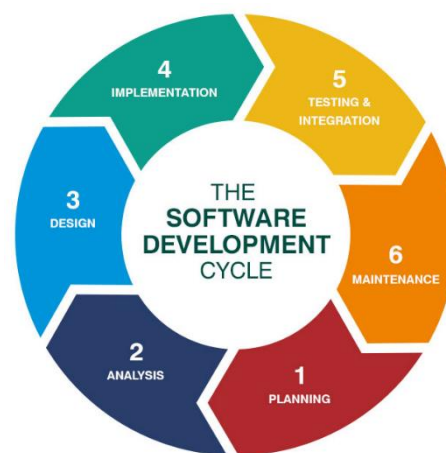 THE
SOFTWARE
DEVELOPMENT
CYCLE
1
PLANNING
2
ANALYSIS
3
DESIGN
4
IMPLEMENTATION
5
TESTING &
INTEGRATION
6
MAINTENANCE